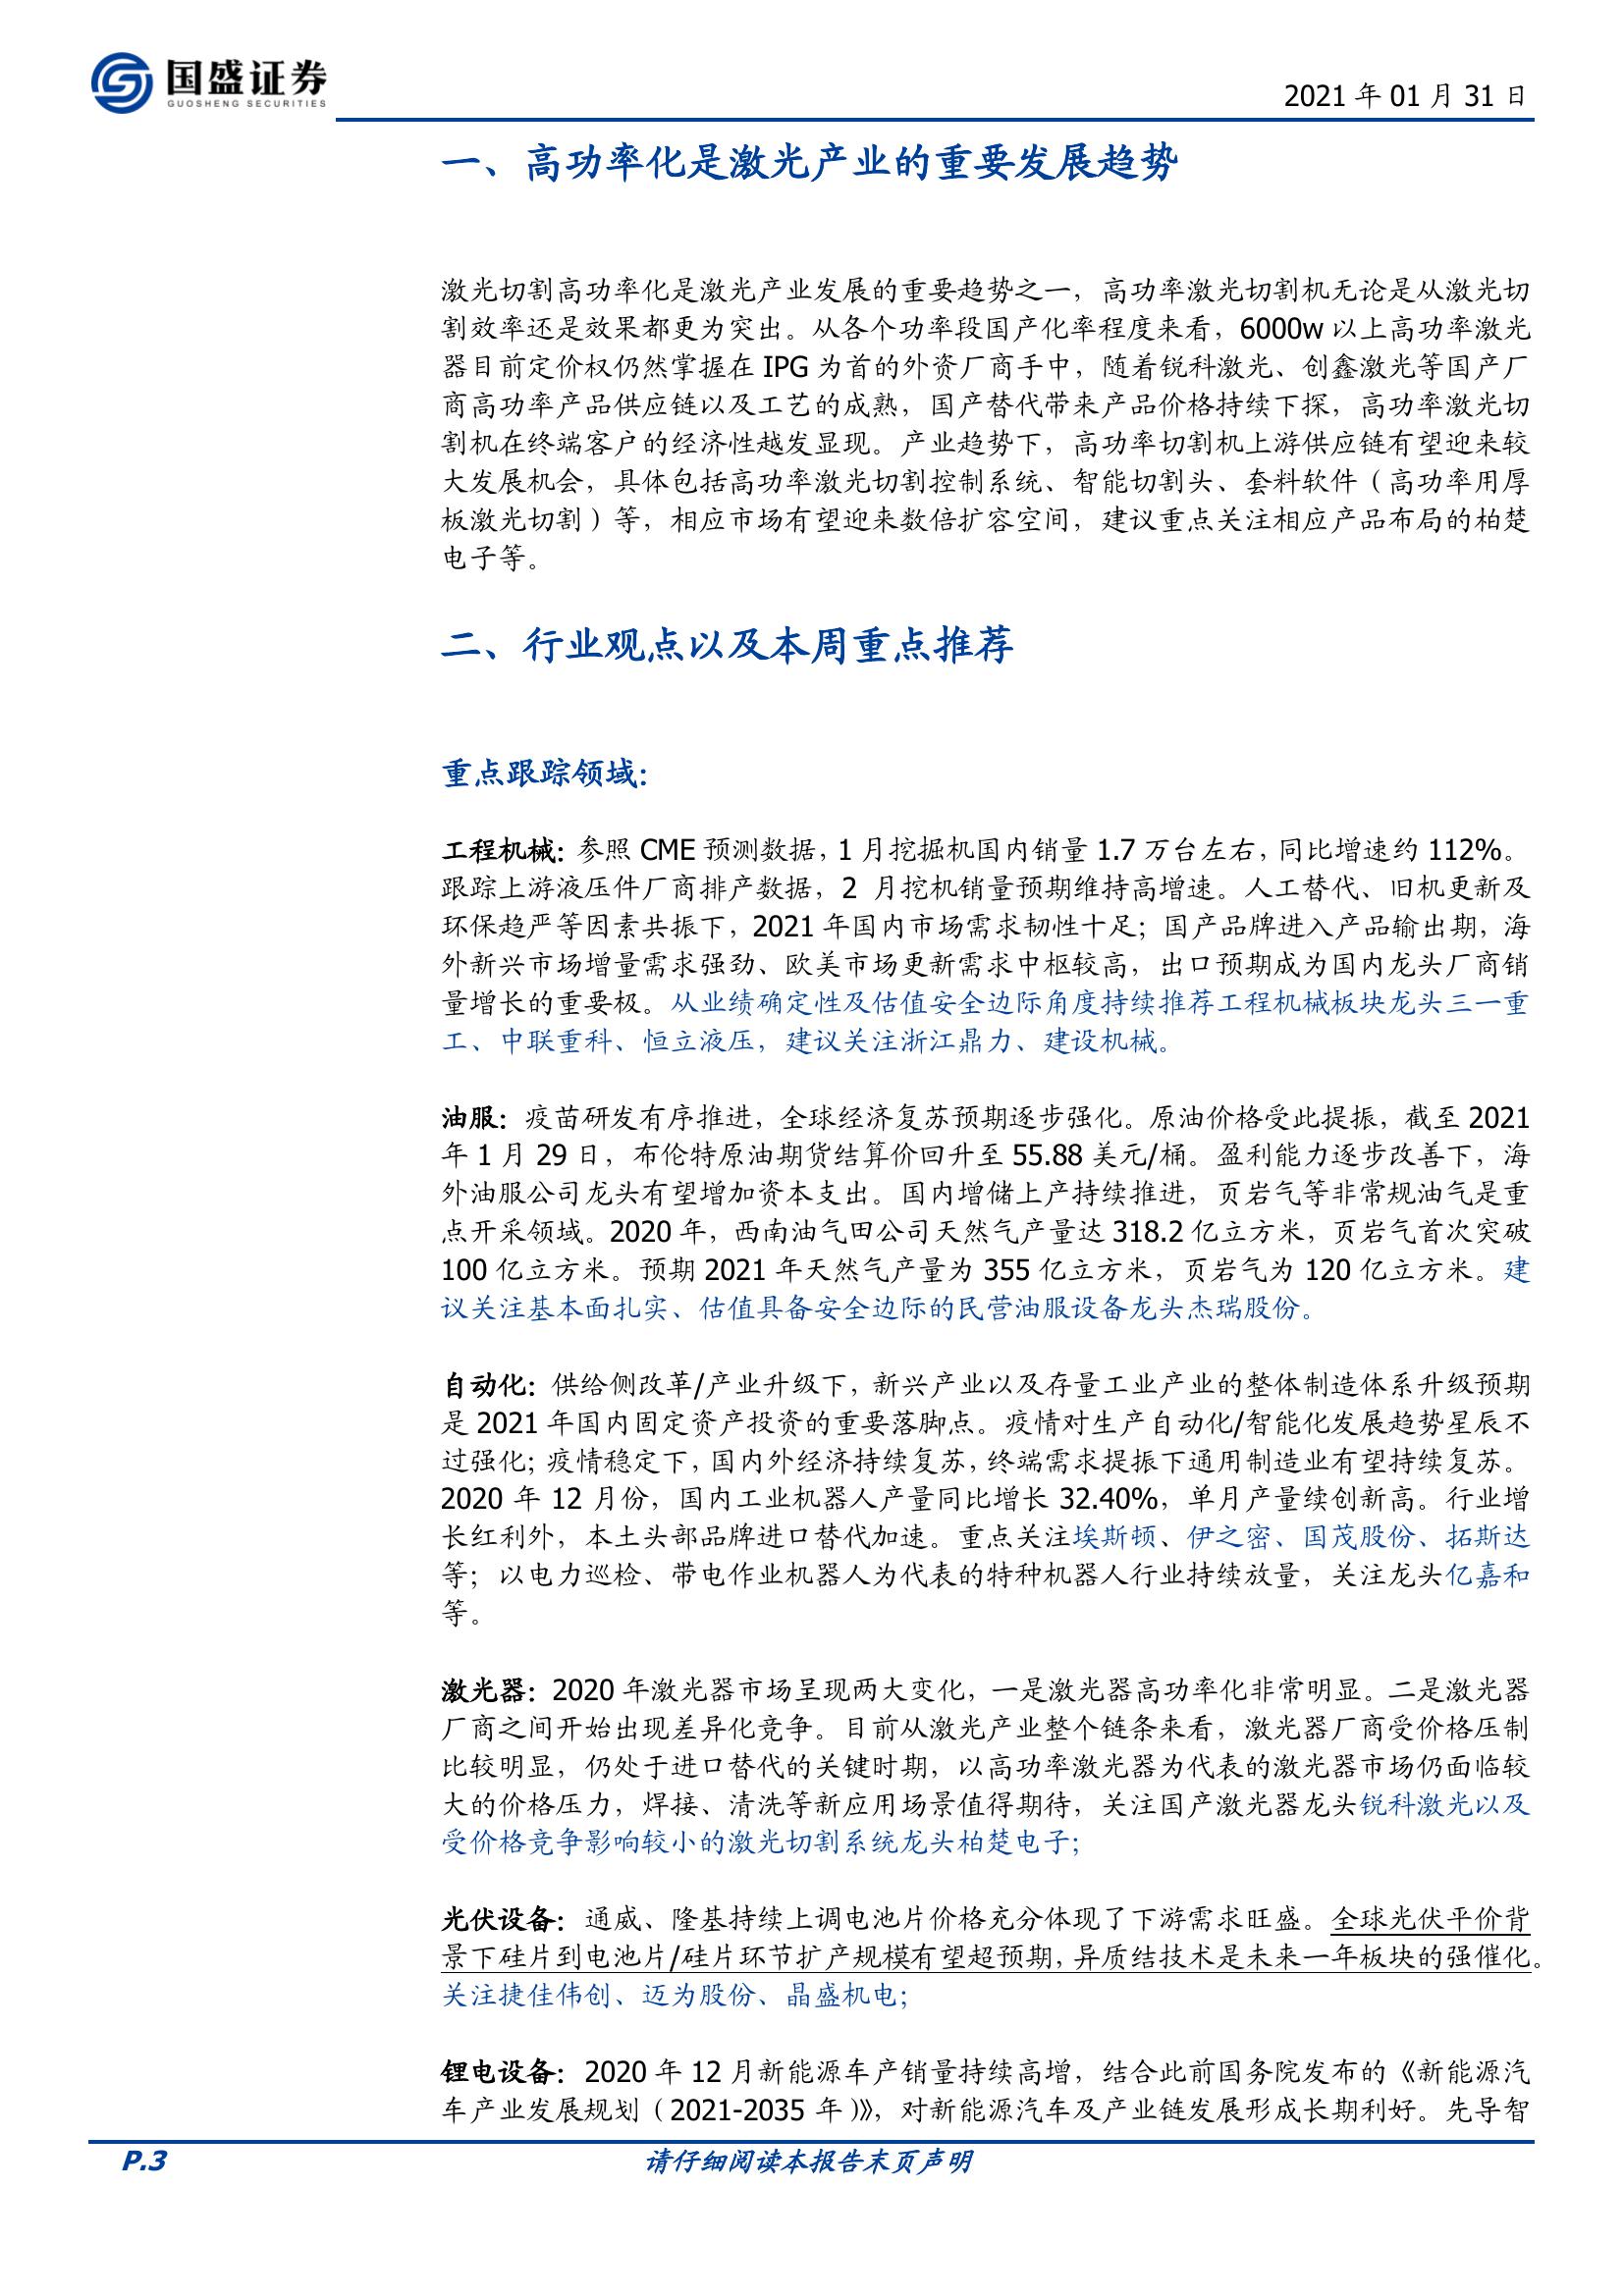 国盛证券
GUOSHENG SECURITIES
2021 年 01 月 31 日
一、高功率化是激光产业的重要发展趋势
激光切割高功率化是激光产业发展的重要趋势之一，高功率激光切割机无论是从激光切
割效率还是效果都更为突出。从各个功率段国产化率程度来看，6000w 以上高功率激光
器目前定价权仍然掌握在 IPG 为首的外资厂商手中，随着锐科激光、创鑫激光等国产厂
商高功率产品供应链以及工艺的成熟，国产替代带来产品价格持续下探，高功率激光切
割机在终端客户的经济性越发显现。产业趋势下，高功率切割机上游供应链有望迎来较
大发展机会，具体包括高功率激光切割控制系统、智能切割头、套料软件（高功率用厚
板激光切割）等，相应市场有望迎来数倍扩容空间，建议重点关注相应产品布局的柏楚
电子等。
二、行业观点以及本周重点推荐
重点跟踪领域：
工程机械：参照 CME 预测数据，1 月挖掘机国内销量 1.7 万台左右，同比增速约 112%。
跟踪上游液压件厂商排产数据，2 月挖机销量预期维持高增速。人工替代、旧机更新及
环保趋严等因素共振下，2021 年国内市场需求韧性十足；国产品牌进入产品输出期，海
外新兴市场增量需求强劲、欧美市场更新需求中枢较高，出口预期成为国内龙头厂商销
量增长的重要极。从业绩确定性及估值安全边际角度持续推荐工程机械板块龙头三一重
工、中联重科、恒立液压，建议关注浙江鼎力、建设机械。
油服：疫苗研发有序推进，全球经济复苏预期逐步强化。原油价格受此提振，截至 2021
年 1 月 29 日，布伦特原油期货结算价回升至 55.88 美元/桶。盈利能力逐步改善下，海
外油服公司龙头有望增加资本支出。国内增储上产持续推进，页岩气等非常规油气是重
点开采领域。2020 年，西南油气田公司天然气产量达 318.2 亿立方米，页岩气首次突破
100 亿立方米。预期 2021 年天然气产量为 355 亿立方米，页岩气为 120 亿立方米。建
议关注基本面扎实、估值具备安全边际的民营油服设备龙头杰瑞股份。
自动化：供给侧改革/产业升级下，新兴产业以及存量工业产业的整体制造体系升级预期
是 2021 年国内固定资产投资的重要落脚点。疫情对生产自动化/智能化发展趋势星辰不
过强化；疫情稳定下，国内外经济持续复苏，终端需求提振下通用制造业有望持续复苏。
2020 年 12 月份，国内工业机器人产量同比增长 32.40%，单月产量续创新高。行业增
长红利外，本土头部品牌进口替代加速。重点关注埃斯顿、伊之密、国茂股份、拓斯达
等；以电力巡检、带电作业机器人为代表的特种机器人行业持续放量，关注龙头亿嘉和
等。
激光器：2020 年激光器市场呈现两大变化，一是激光器高功率化非常明显。二是激光器
厂商之间开始出现差异化竞争。目前从激光产业整个链条来看，激光器厂商受价格压制
比较明显，仍处于进口替代的关键时期，以高功率激光器为代表的激光器市场仍面临较
大的价格压力，焊接、清洗等新应用场景值得期待，关注国产激光器龙头锐科激光以及
受价格竞争影响较小的激光切割系统龙头柏楚电子；
光伏设备：通威、隆基持续上调电池片价格充分体现了下游需求旺盛。全球光伏平价背
景下硅片到电池片/硅片环节扩产规模有望超预期，异质结技术是未来一年板块的强催化。
关注捷佳伟创、迈为股份、晶盛机电；
锂电设备：2020 年 12 月新能源车产销量持续高增，结合此前国务院发布的《新能源汽
车产业发展规划（2021-2035 年）》，对新能源汽车及产业链发展形成长期利好。先导智
P.3
请仔细阅读本报告末页声明